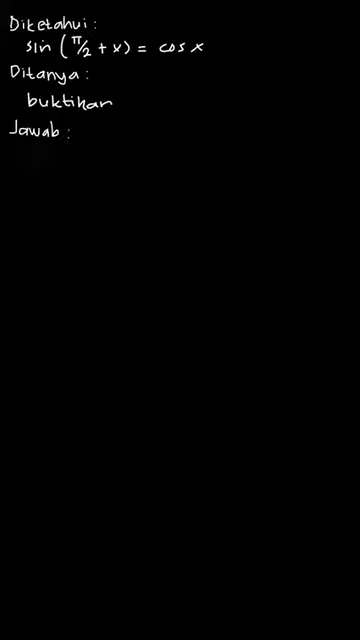 Diketahui:
sin (π/2 + x) = cos x
Ditanya:
buktikan
Jawab: